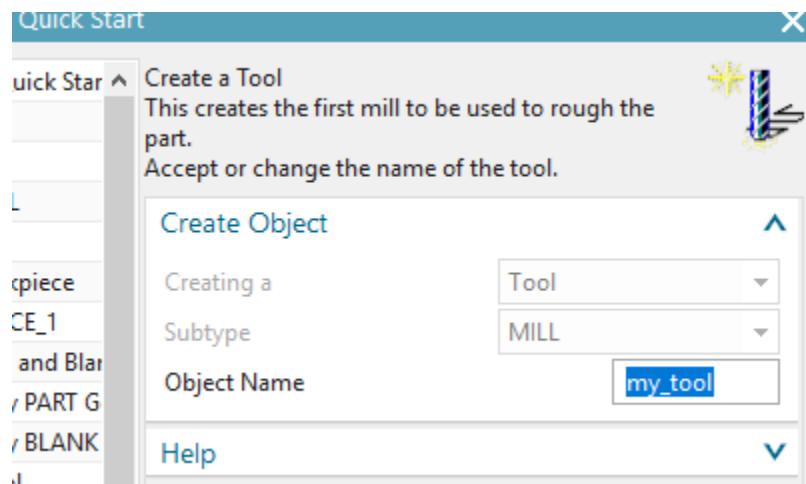 Quick Start
uick Star
Create a Tool
This creates the first mill to be used to rough the
part.
Accept or change the name of the tool.
Create Object
kpiece
Creating a
Tool
CE_1
Subtype
MILL
and Blan
Object Name
my_tool
y PART G
y BLANK
Help